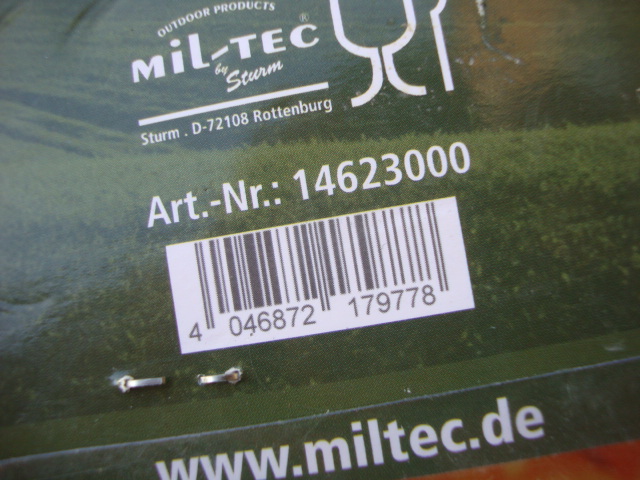 OUTDOOR PRODUCTS
MiL-TEC®
by Sturm
Sturm . D-72108 Rottenburg
Art.-Nr.: 14623000
4 046872 179778
www.miltec.de